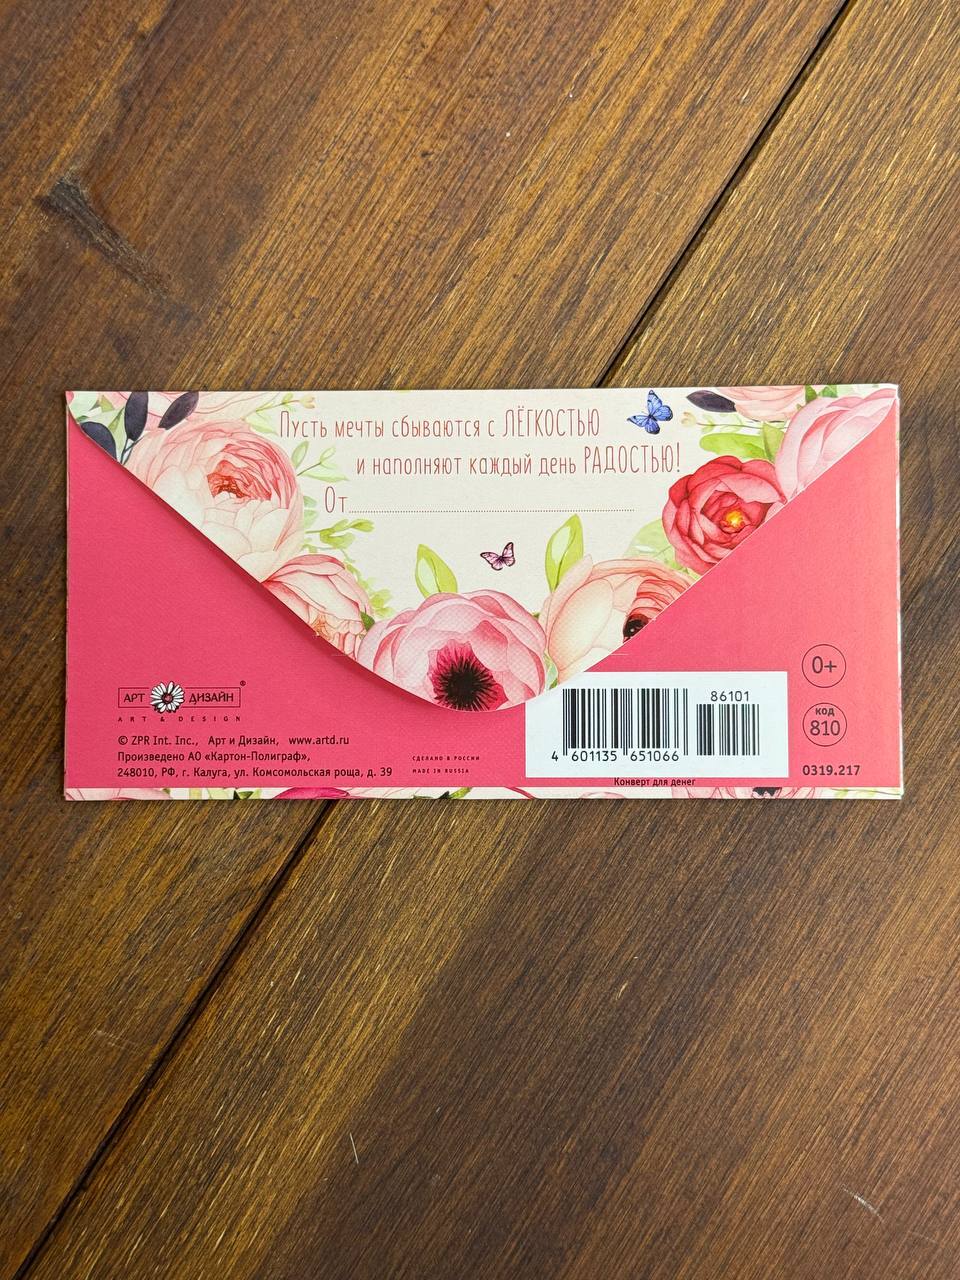 Пусть мечты сбываются с ЛЁГКОСТЬЮ
и наполняют каждый день РАДОСТЬЮ!
От
АРТ ДИЗАЙН ®
ART & DESIGN
© ZPR Int. Inc., Арт и Дизайн, www.artd.ru
Произведено АО «Картон-Полиграф»,
248010, РФ, г. Калуга, ул. Комсомольская роща, д. 39
СДЕЛАНО В РОССИИ
MADE IN RUSSIA
86101
4 601135 651066
Конверт для денег
0+
код
810
0319.217